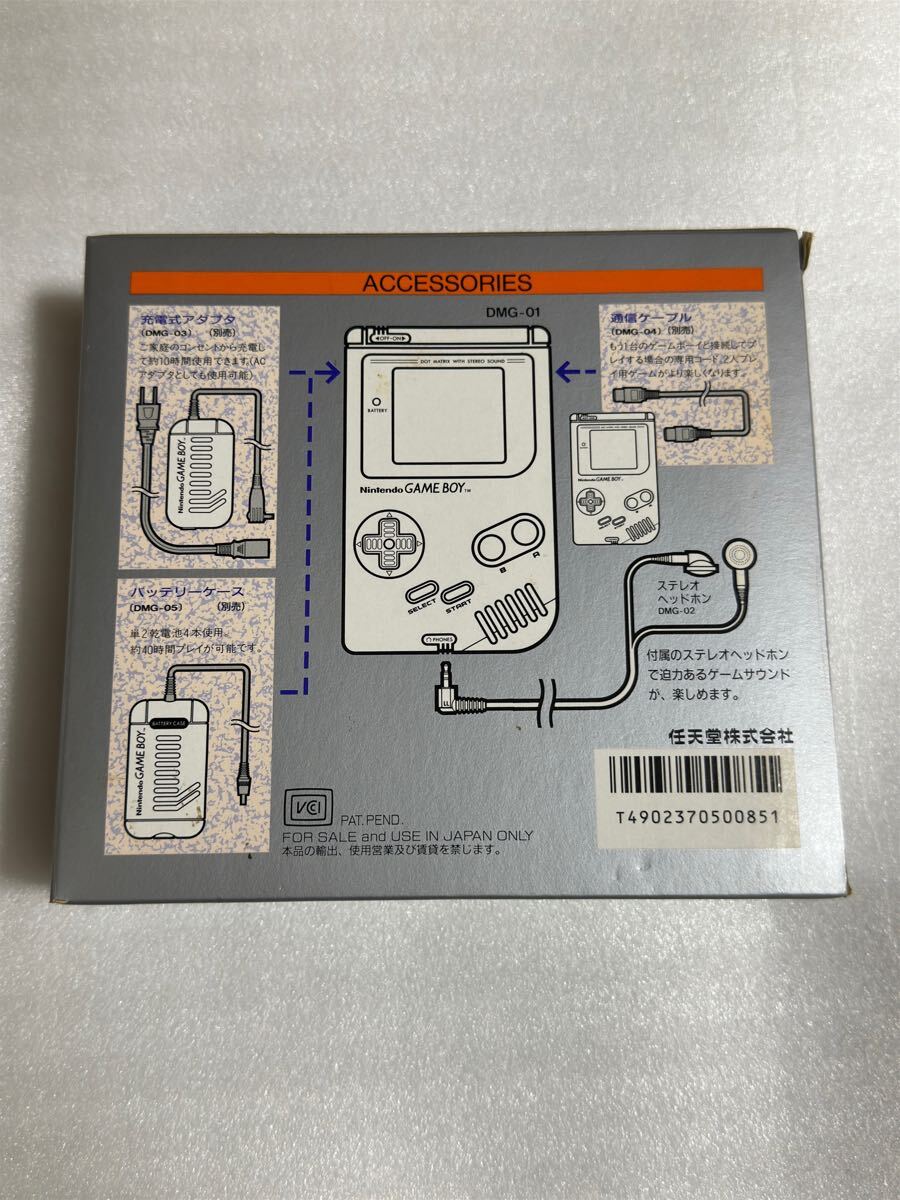 ACCESSORIES
充電式アダプタ
(DMG-03) (別売)
ご家庭のコンセントから充電し
て約10時間使用できます(AC
アダプタとしても使用可能)
Nintendo GAME BOY™
バッテリーケース
(DMG-05) (別売)
単2乾電池4本使用。
約40時間プレイが可能です。
BATTERY CASE
Nintendo GAME BOY™
DMG-01
◁OFF·ON▷
DOT MATRIX WITH STEREO SOUND
BATTERY
Nintendo GAME BOY™
B A
SELECT START
PHONES
通信ケーブル
(DMG-04) (別売)
もう1台のゲームボーイと接続してプ
レイする場合の専用コード。2人プレ
イ用ゲームがより楽しくなります。
Nintendo GAME BOY™
ステレオ
ヘッドホン
DMG-02
付属のステレオヘッドホン
で迫力あるゲームサウンド
が、楽しめます。
任天堂株式会社
T4902370500851
VCI PAT. PEND.
FOR SALE and USE IN JAPAN ONLY
本品の輸出、使用営業及び賃貸を禁じます。